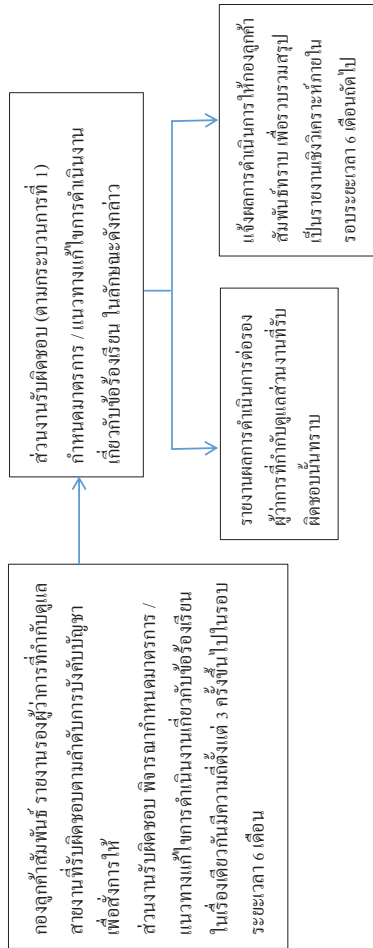 กองลูกค้าสัมพันธ์ รายงานรองผู้ว่าการที่กำกับดูแล
สายงานที่รับผิดชอบตามลำดับการบังคับบัญชา
เพื่อสั่งการให้
ส่วนงานรับผิดชอบ พิจารณากำหนดมาตรการ /
แนวทางแก้ไขการดำเนินงานเกี่ยวกับข้อร้องเรียน
ในเรื่องเดียวกันมีความถี่ตั้งแต่ 3 ครั้งขึ้นไปในรอบ
ระยะเวลา 6 เดือน
ส่วนงานรับผิดชอบ (ตามกระบวนการที่ 1)
กำหนดมาตรการ / แนวทางแก้ไขการดำเนินงาน
เกี่ยวกับข้อร้องเรียน ในลักษณะดังกล่าว
รายงานผลการดำเนินการต่อรอง
ผู้ว่าการที่กำกับดูแลส่วนงานที่รับ
ผิดชอบนั้นทราบ
แจ้งผลการดำเนินการให้กองลูกค้า
สัมพันธ์ทราบ เพื่อรวบรวมสรุป
เป็นรายงานเชิงวิเคราะห์ภายใน
รอบระยะเวลา 6 เดือนถัดไป